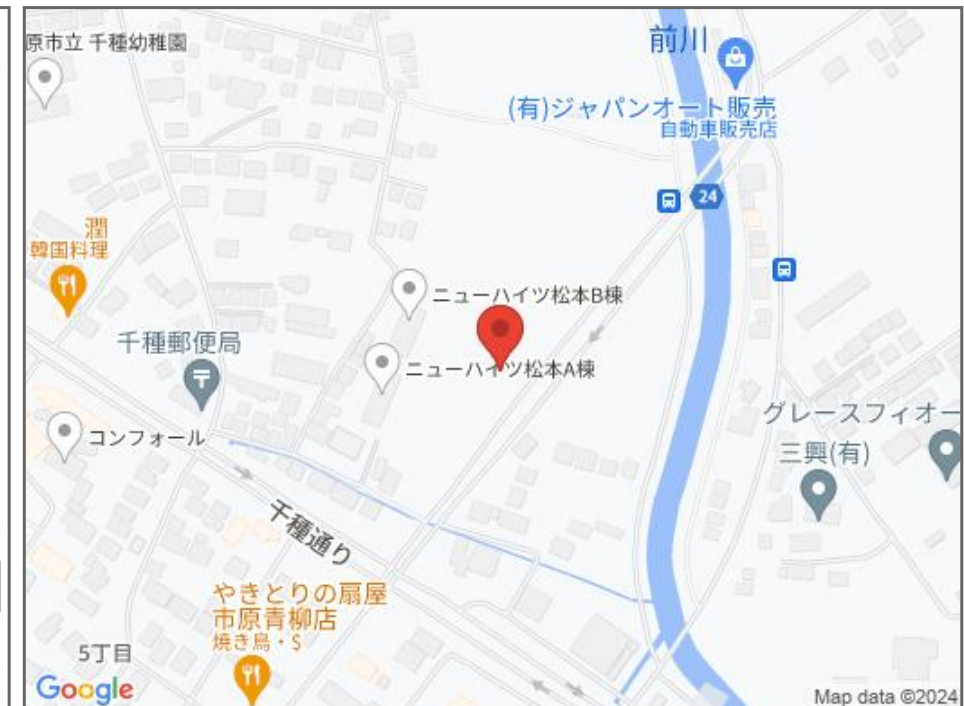 原市立 千種幼稚園
前川
(有)ジャパンオート販売
自動車販売店
24
潤
韓国料理
ニューハイツ松本B棟
千種郵便局
ニューハイツ松本A棟
コンフォール
グレースフィオー
三興(有)
千種通り
やきとりの扇屋
市原青柳店
焼き鳥・$
5丁目
Google
Map data ©2024